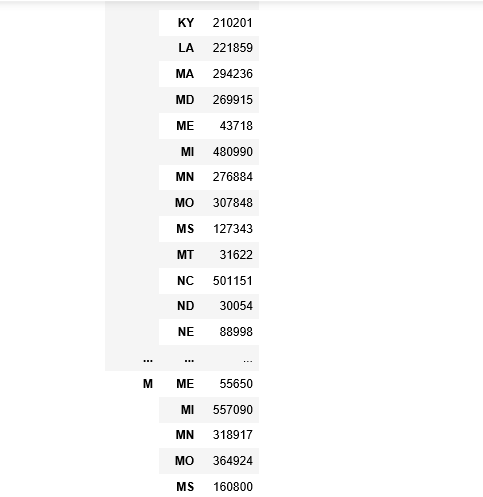 KY 210201
LA 221859
MA 294236
MD 269915
ME 43718
MI 480990
MN 276884
MO 307848
MS 127343
MT 31622
NC 501151
ND 30054
NE 88998
... ... ...
M ME 55650
MI 557090
MN 318917
MO 364924
MS 160800